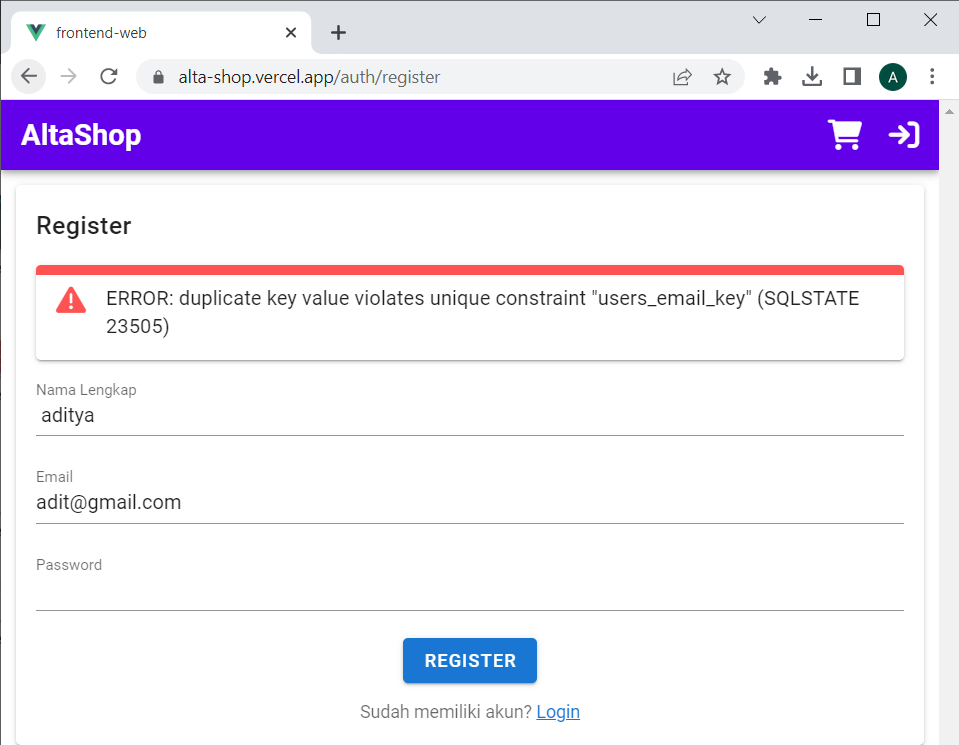 frontend-web
alta-shop.vercel.app/auth/register
A
AltaShop
Register
ERROR: duplicate key value violates unique constraint "users_email_key" (SQLSTATE
23505)
Nama Lengkap
aditya
Email
adit@gmail.com
Password
REGISTER
Sudah memiliki akun? Login